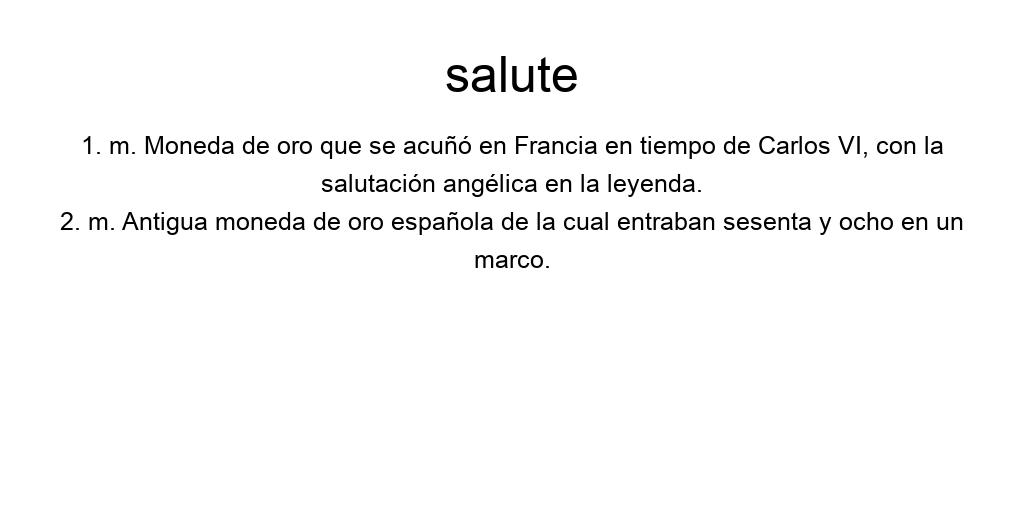 salute
1. m. Moneda de oro que se acuñó en Francia en tiempo de Carlos VI, con la
salutación angélica en la leyenda.
2. m. Antigua moneda de oro española de la cual entraban sesenta y ocho en un
marco.